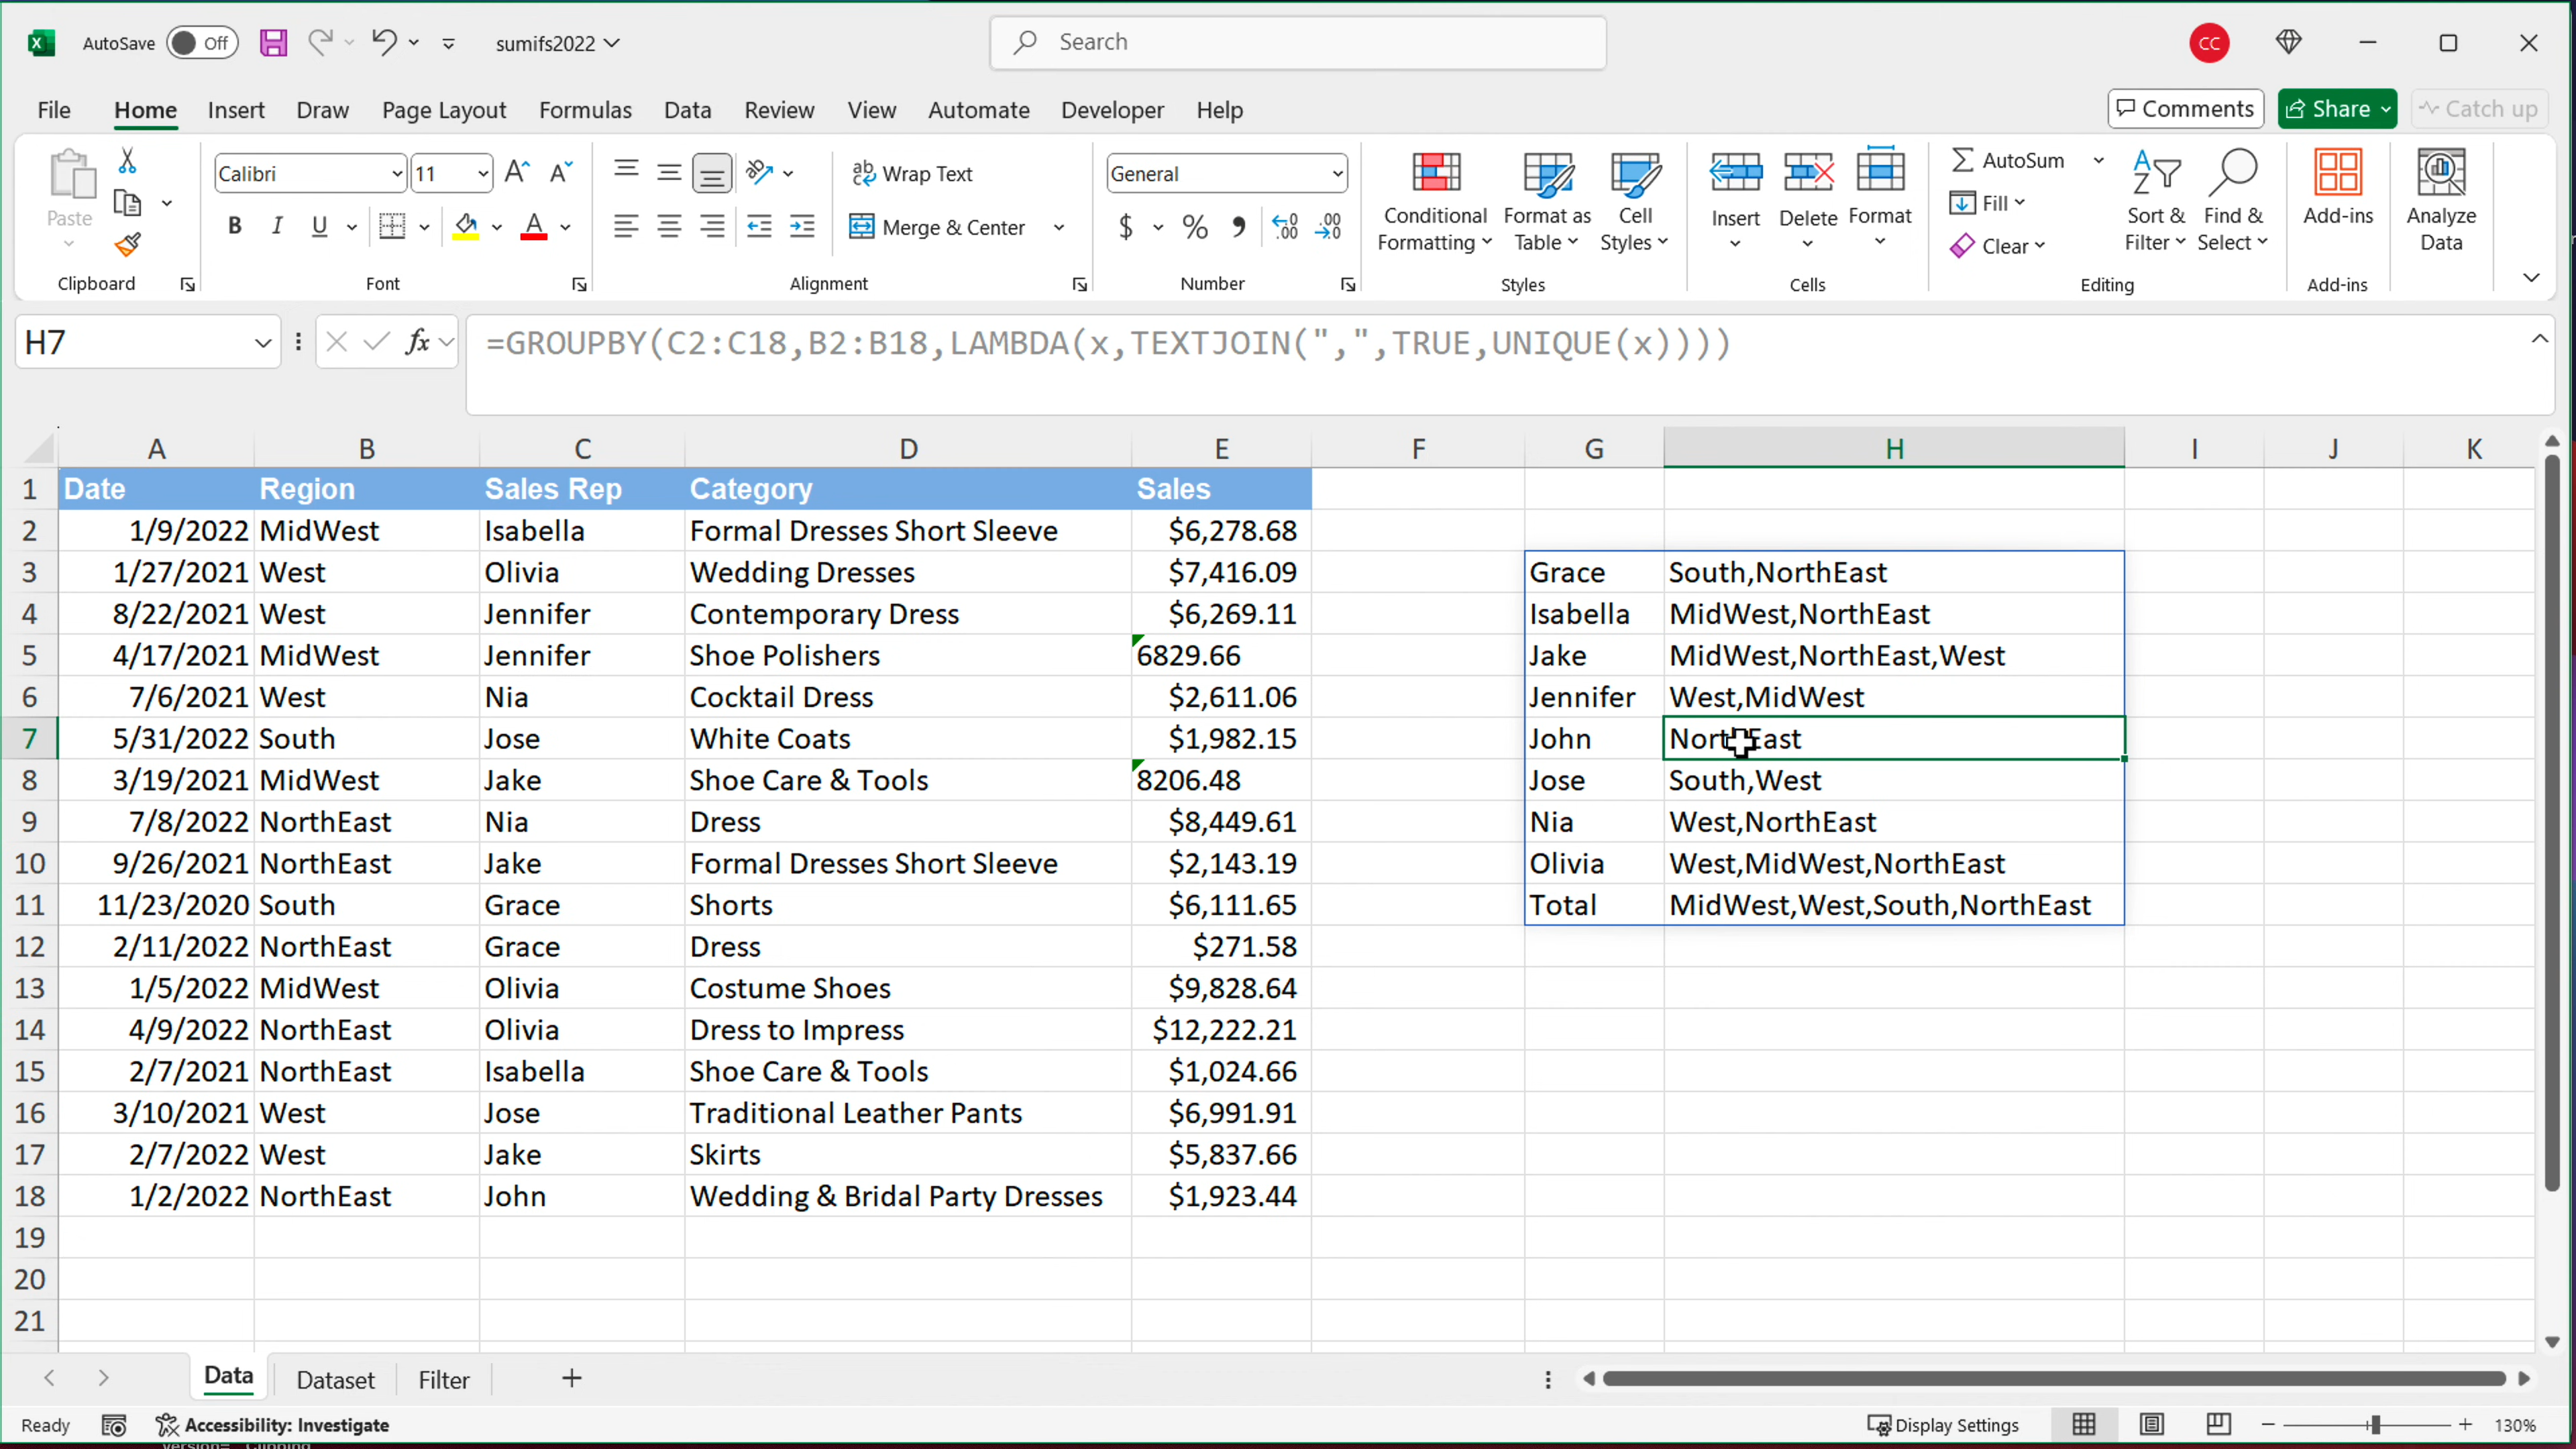 AutoSave Off sumifs2022 Search CC
File Home Insert Draw Page Layout Formulas Data Review View Automate Developer Help Comments Share Catch up
Paste Calibri 11 Wrap Text General Conditional Formatting Format as Table Cell Styles Insert Delete Format AutoSum Fill Clear Sort & Filter Find & Select Add-ins Analyze Data
B I U A Merge & Center $ %
Clipboard Font Alignment Number Styles Cells Editing Add-ins
H7 fx =GROUPBY(C2:C18,B2:B18,LAMBDA(x,TEXTJOIN(",",TRUE,UNIQUE(x))))
A B C D E F G H I J K
1 Date Region Sales Rep Category Sales
2 1/9/2022 MidWest Isabella Formal Dresses Short Sleeve $6,278.68
3 1/27/2021 West Olivia Wedding Dresses $7,416.09 Grace South,NorthEast
4 8/22/2021 West Jennifer Contemporary Dress $6,269.11 Isabella MidWest,NorthEast
5 4/17/2021 MidWest Jennifer Shoe Polishers 6829.66 Jake MidWest,NorthEast,West
6 7/6/2021 West Nia Cocktail Dress $2,611.06 Jennifer West,MidWest
7 5/31/2022 South Jose White Coats $1,982.15 John NorthEast
8 3/19/2021 MidWest Jake Shoe Care & Tools 8206.48 Jose South,West
9 7/8/2022 NorthEast Nia Dress $8,449.61 Nia West,NorthEast
10 9/26/2021 NorthEast Jake Formal Dresses Short Sleeve $2,143.19 Olivia West,MidWest,NorthEast
11 11/23/2020 South Grace Shorts $6,111.65 Total MidWest,West,South,NorthEast
12 2/11/2022 NorthEast Grace Dress $271.58
13 1/5/2022 MidWest Olivia Costume Shoes $9,828.64
14 4/9/2022 NorthEast Olivia Dress to Impress $12,222.21
15 2/7/2021 NorthEast Isabella Shoe Care & Tools $1,024.66
16 3/10/2021 West Jose Traditional Leather Pants $6,991.91
17 2/7/2022 West Jake Skirts $5,837.66
18 1/2/2022 NorthEast John Wedding & Bridal Party Dresses $1,923.44
19
20
21
Data Dataset Filter
Ready Accessibility: Investigate Display Settings 130%